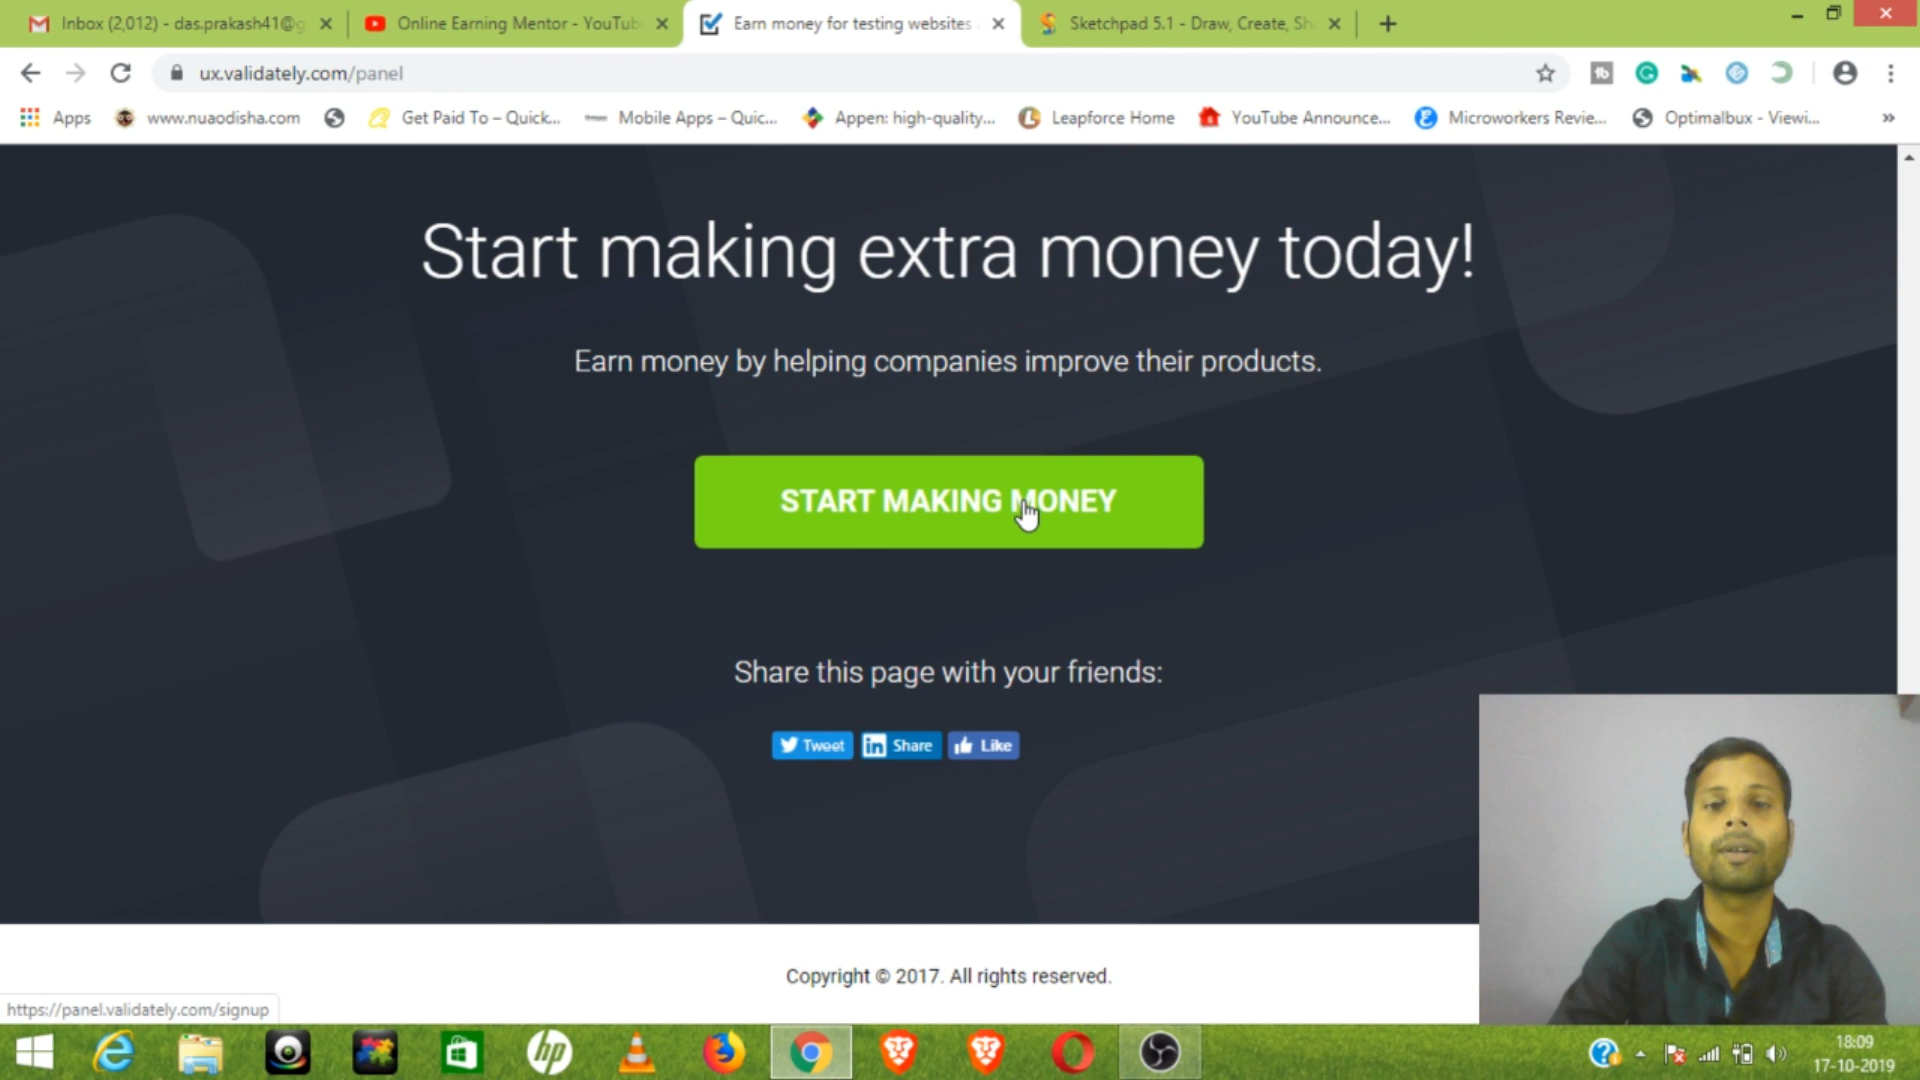 Inbox (2,012) - das.prakash41@g
Online Earning Mentor - YouTub
Earn money for testing websites
Sketchpad 5.1 - Draw, Create, Sh
ux.validately.com/panel
Apps
www.nuaodisha.com
Get Paid To – Quick...
Mobile Apps – Quic...
Appen: high-quality...
Leapforce Home
YouTube Announce...
Microworkers Revie...
Optimalbux - Viewi...
»
Start making extra money today!
Earn money by helping companies improve their products.
START MAKING MONEY
Share this page with your friends:
Tweet
in Share
Like
Copyright © 2017. All rights reserved.
https://panel.validately.com/signup
hp
18:09
17-10-2019